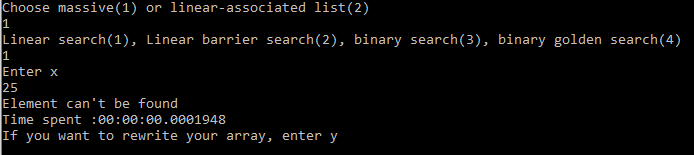 Choose massive(1) or linear-associated list(2)
1
Linear search(1), Linear barrier search(2), binary search(3), binary golden search(4)
1
Enter x
25
Element can't be found
Time spent :00:00:00.0001948
If you want to rewrite your array, enter y